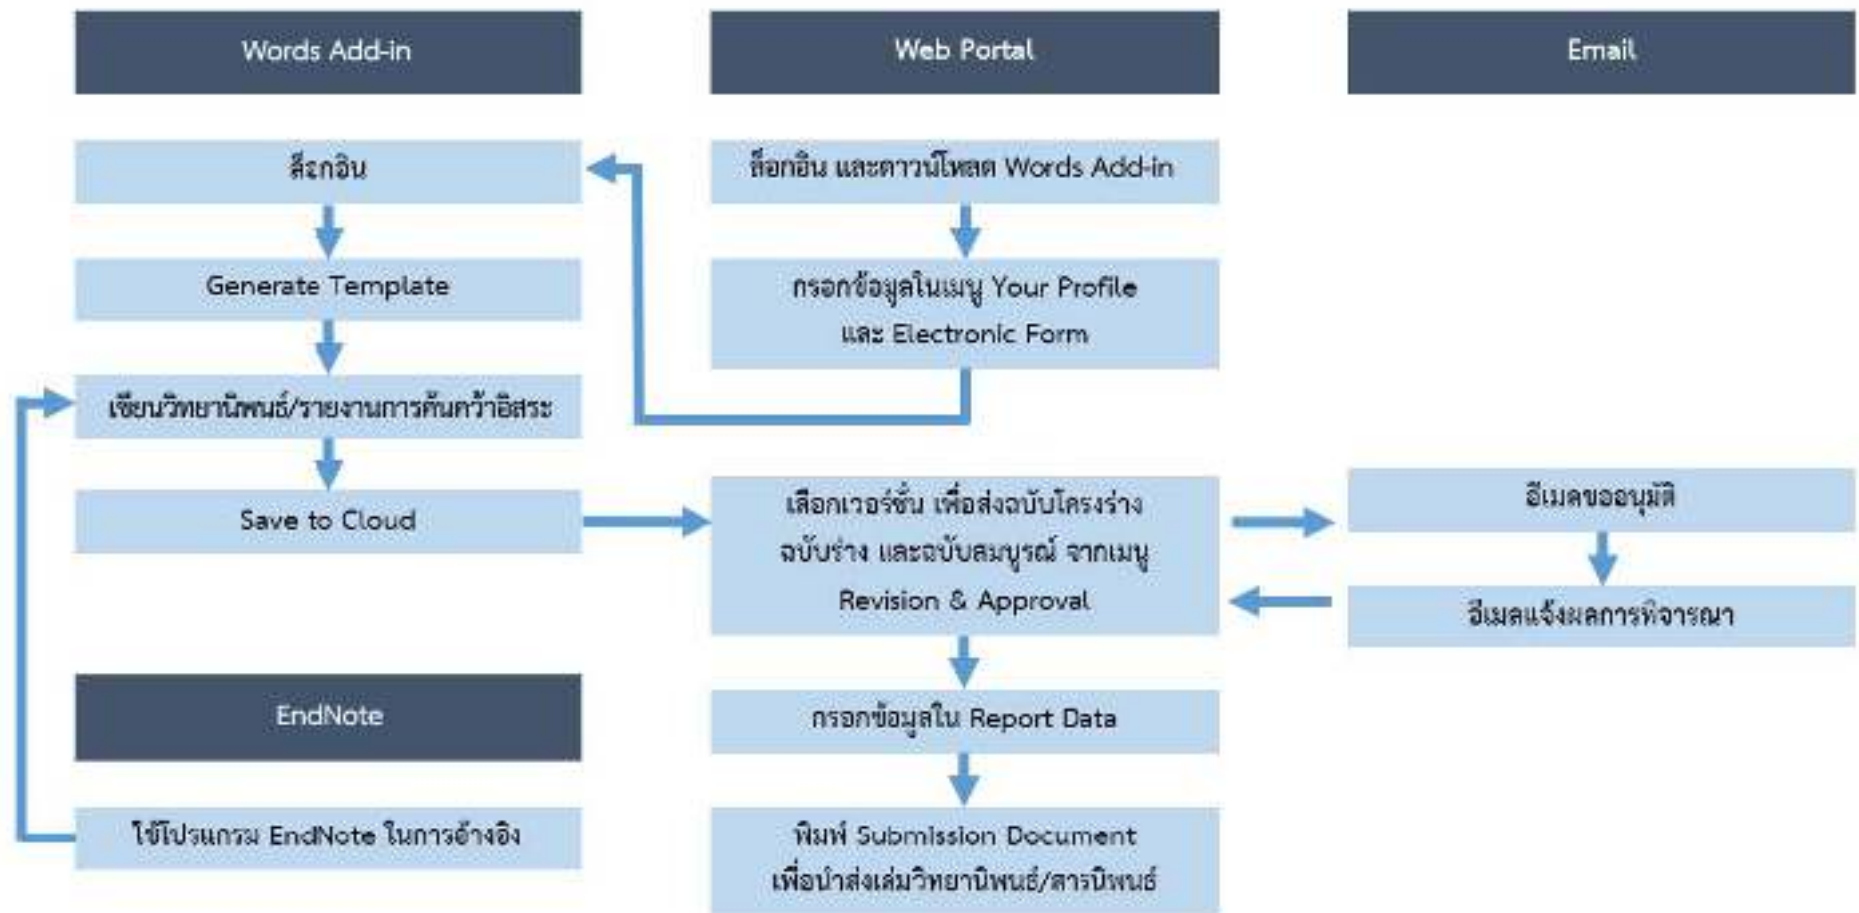 Words Add-in
Web Portal
Email
ล็อกอิน
ล็อกอิน และดาวน์โหลด Words Add-in
Generate Template
กรอกข้อมูลในเมนู Your Profile
และ Electronic Form
เขียนวิทยานิพนธ์/รายงานการค้นคว้าอิสระ
Save to Cloud
เลือกเวอร์ชั่น เพื่อส่งฉบับโครงร่าง
ฉบับร่าง และฉบับสมบูรณ์ จากเมนู
Revision & Approval
อีเมลขออนุมัติ
อีเมลแจ้งผลการพิจารณา
EndNote
กรอกข้อมูลใน Report Data
ใช้โปรแกรม EndNote ในการอ้างอิง
พิมพ์ Submission Document
เพื่อนำส่งเล่มวิทยานิพนธ์/สารนิพนธ์